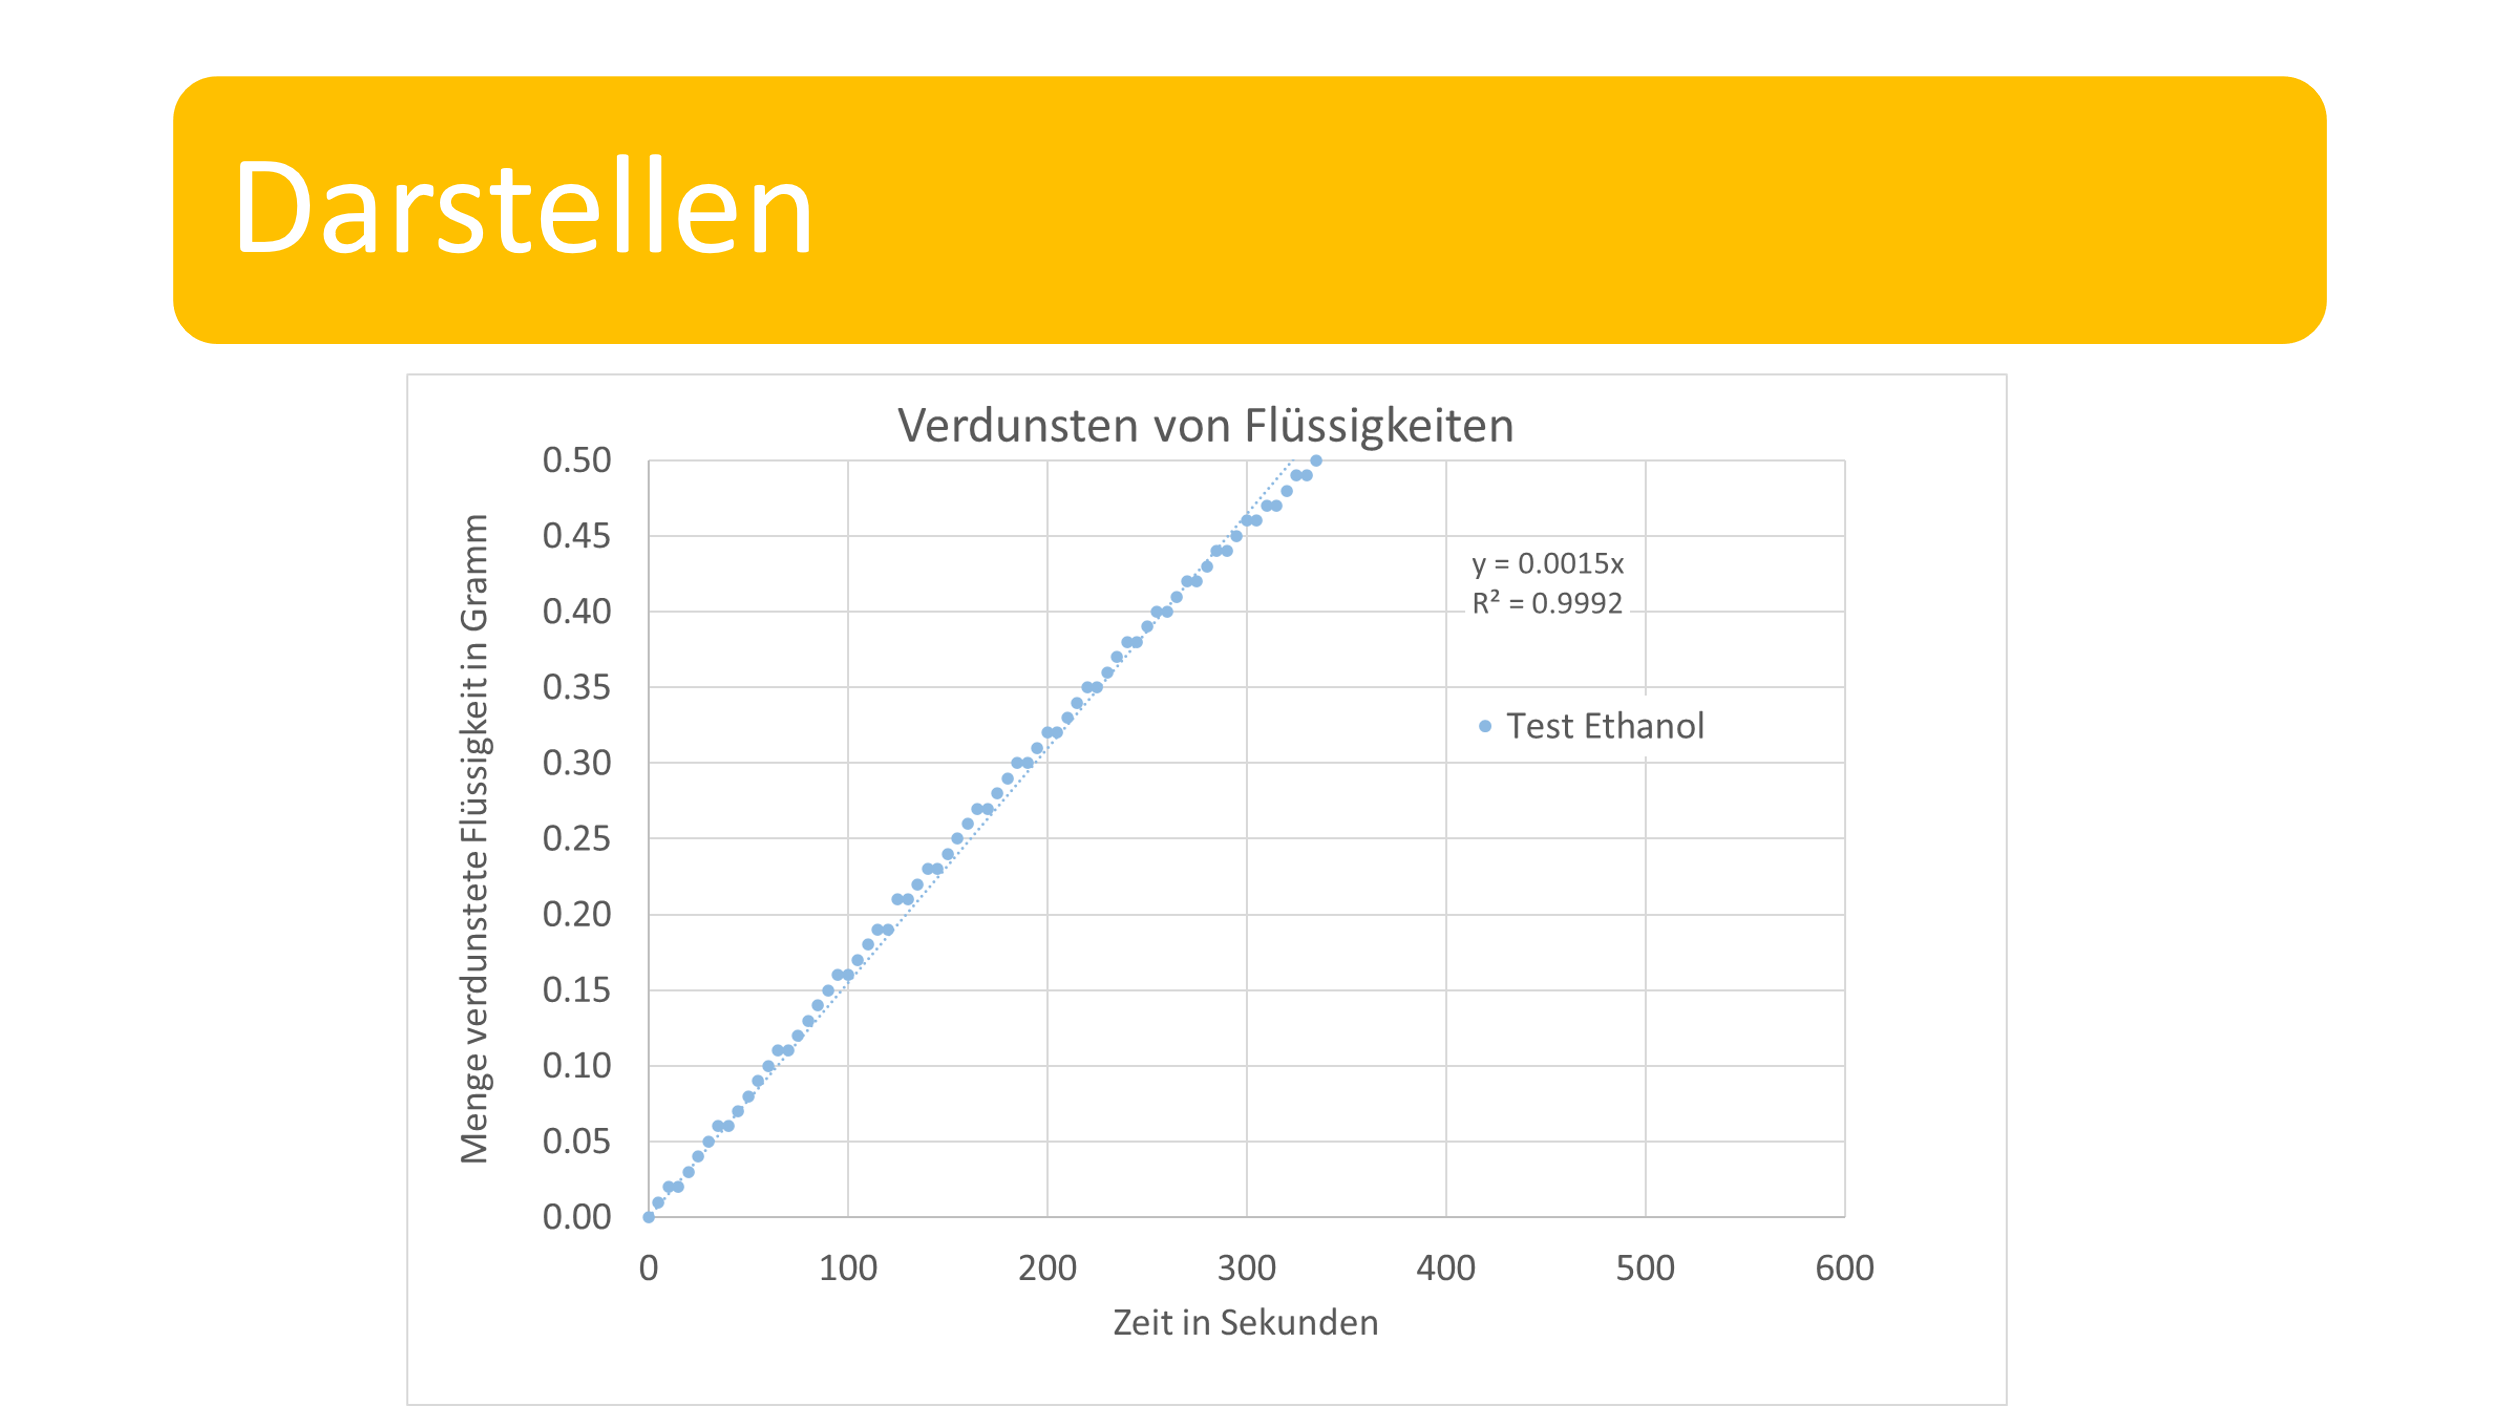 Darstellen
Verdunsten von Flüssigkeiten
Menge verdunstete Flüssigkeit in Gramm
0.50
0.45
0.40
0.35
0.30
0.25
0.20
0.15
0.10
0.05
0.00
y = 0.0015x
R² = 0.9992
Test Ethanol
0 100 200 300 400 500 600
Zeit in Sekunden